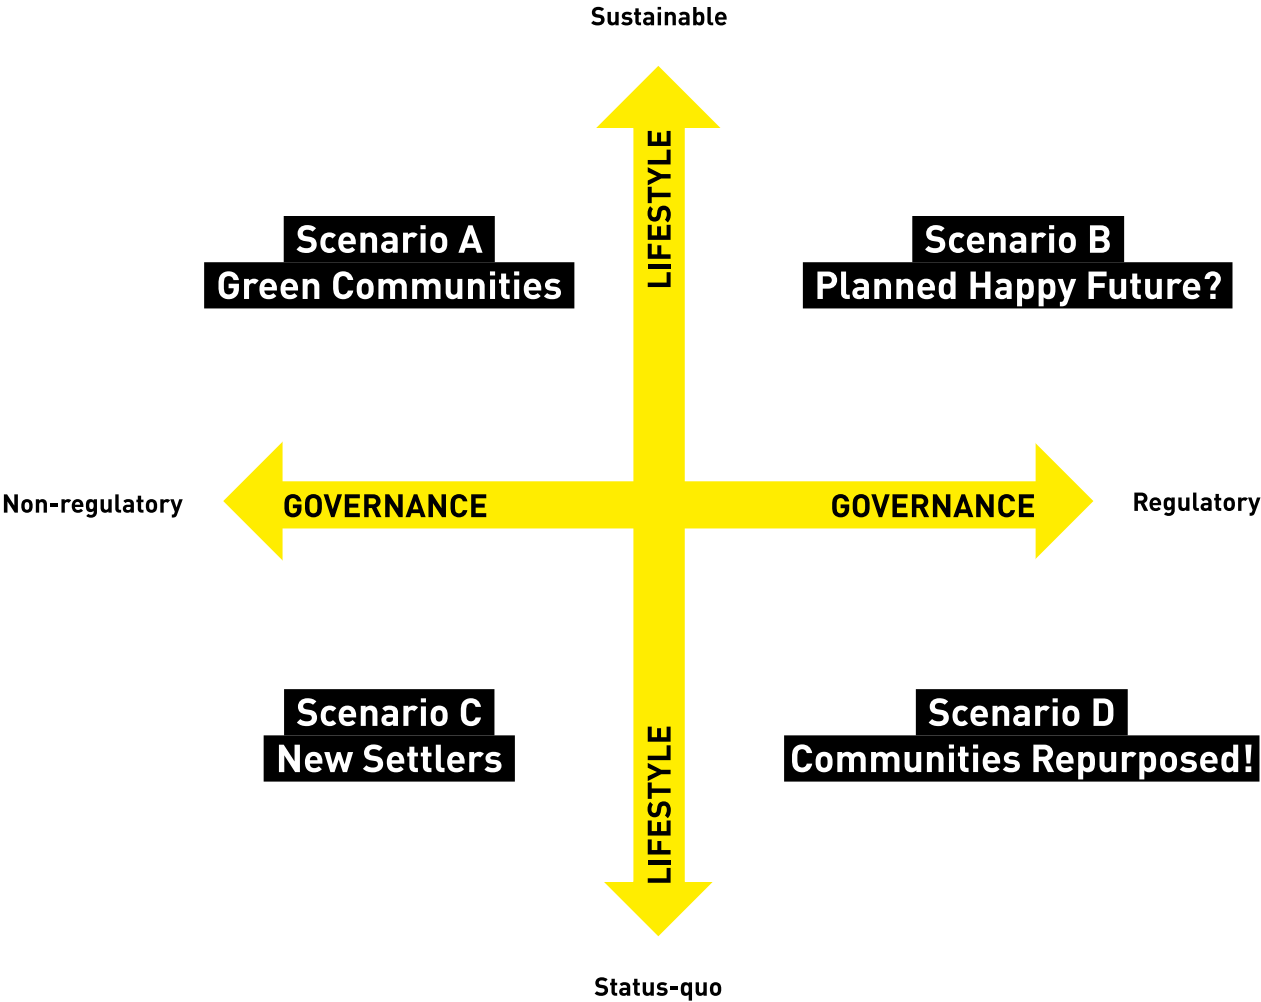 Sustainable
LIFESTYLE
Scenario A
Green Communities
Scenario B
Planned Happy Future?
Non-regulatory
GOVERNANCE
GOVERNANCE
Regulatory
Scenario C
New Settlers
Scenario D
Communities Repurposed!
LIFESTYLE
Status-quo